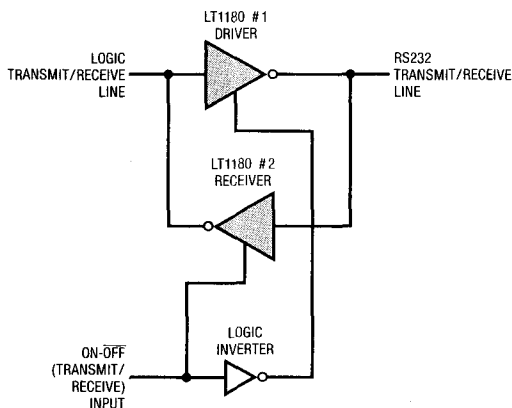 LT1180 #1
DRIVER
LOGIC
TRANSMIT/RECEIVE
LINE
RS232
TRANSMIT/RECEIVE
LINE
LT1180 #2
RECEIVER
LOGIC
INVERTER
ON-O̅F̅F̅
(TRANSMIT/
RECEIVE)
INPUT